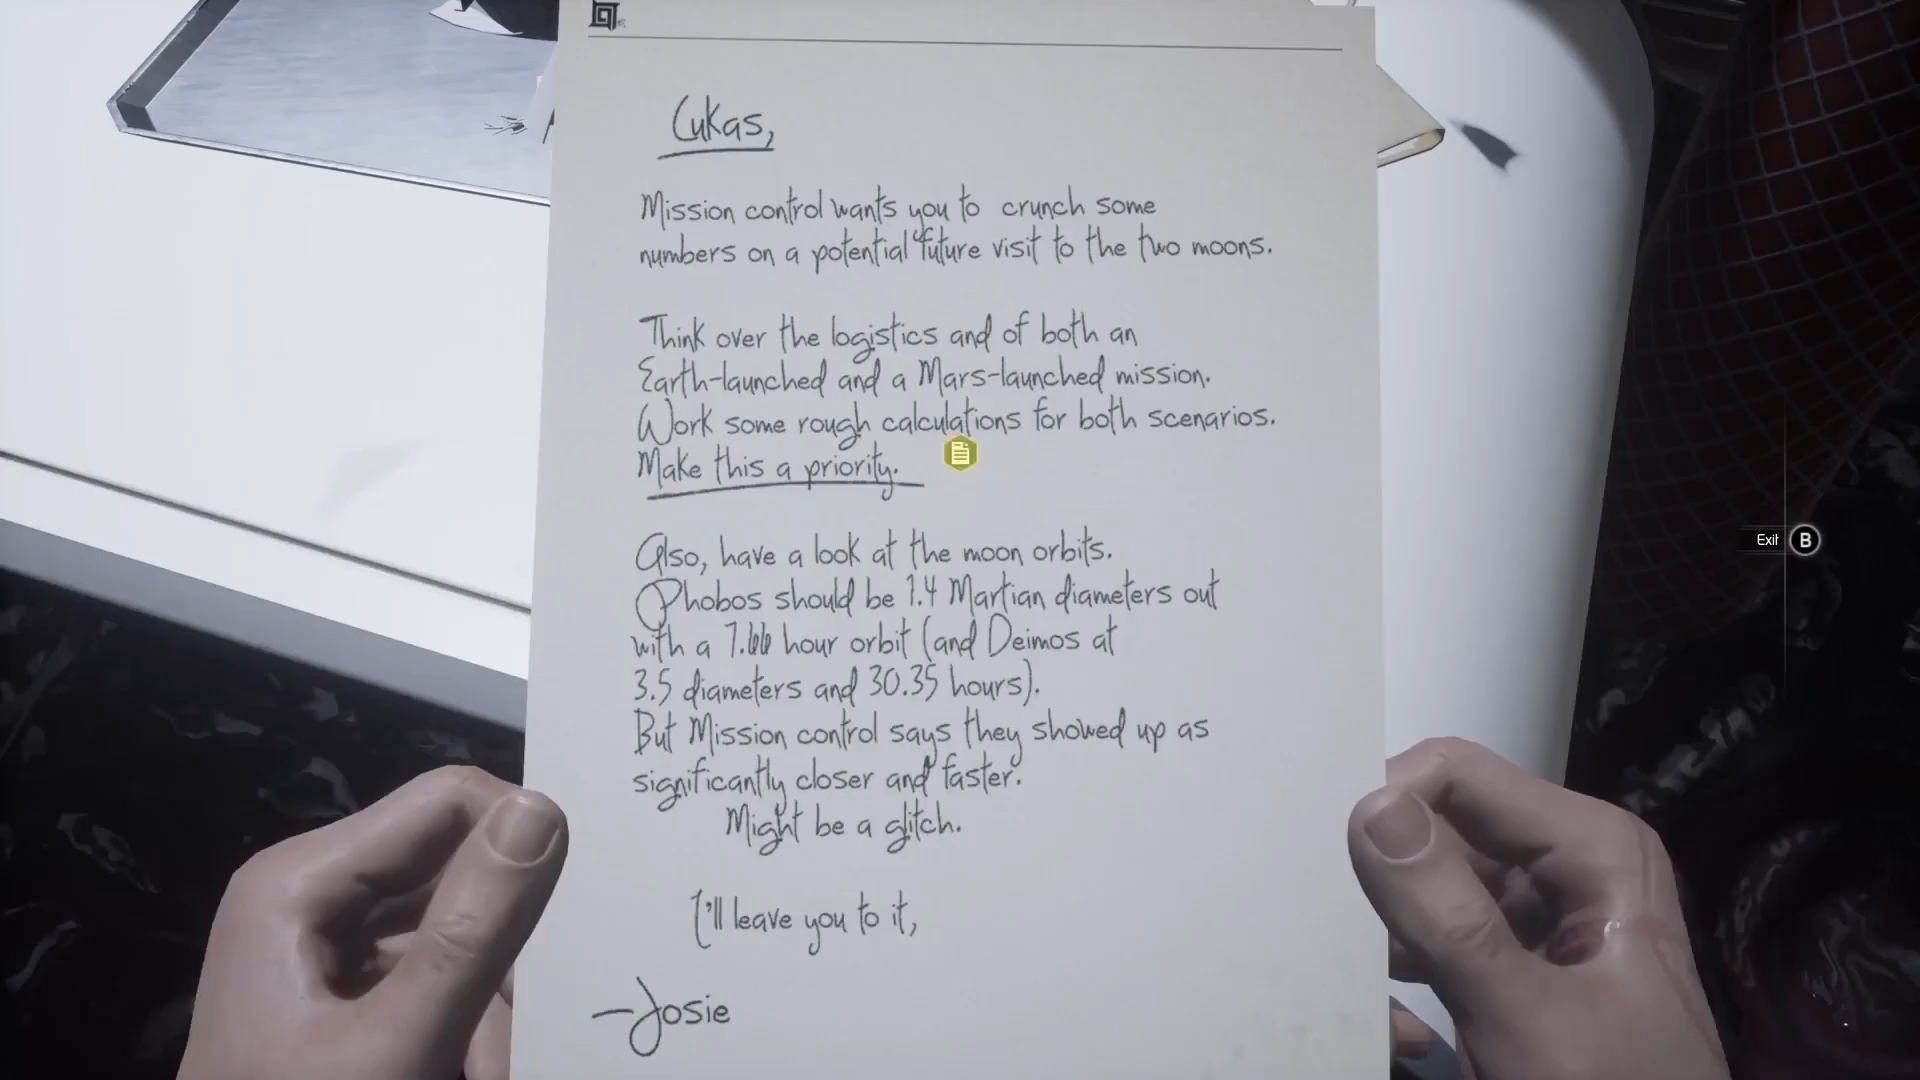 Lukas,
Mission control wants you to crunch some
numbers on a potential future visit to the two moons.
Think over the logistics and of both an
Earth-launched and a Mars-launched mission.
Work some rough calculations for both scenarios.
Make this a priority.
Also, have a look at the moon orbits.
Phobos should be 1.4 Martian diameters out
with a 7.66 hour orbit (and Deimos at
3.5 diameters and 30.35 hours).
But Mission control says they showed up as
significantly closer and faster.
Might be a glitch.
I'll leave you to it,
—Josie
Exit B